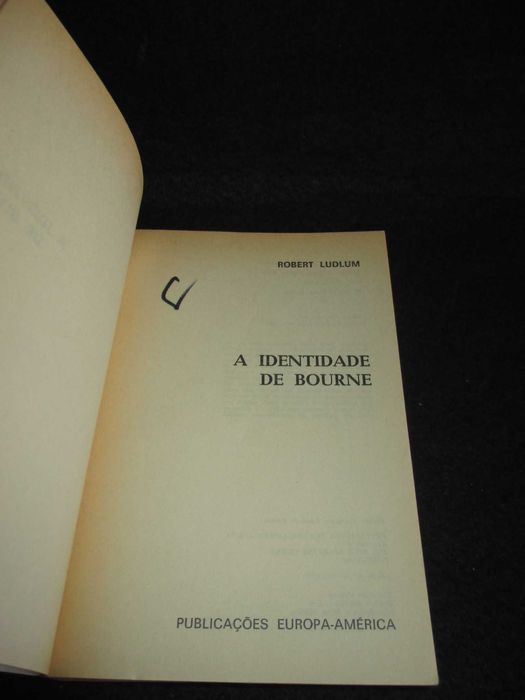 ROBERT LUDLUM
A IDENTIDADE
DE BOURNE
PUBLICAÇÕES EUROPA-AMÉRICA